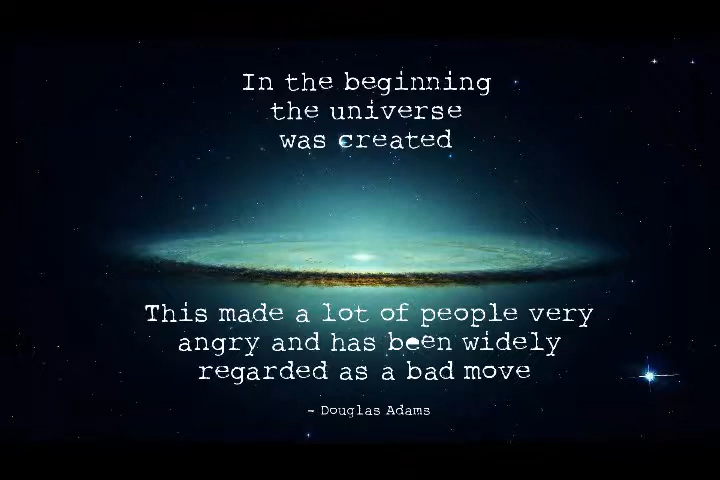 In the beginning
the universe
was created
This made a lot of people very
angry and has been widely
regarded as a bad move
- Douglas Adams